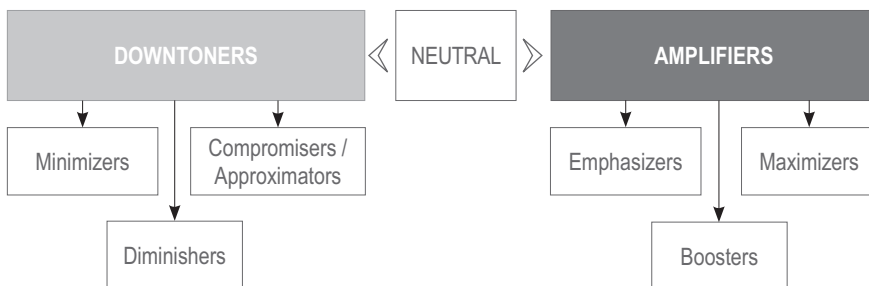 DOWNTONERS
NEUTRAL
AMPLIFIERS
Minimizers
Compromisers /
Approximators
Emphasizers
Maximizers
Diminishers
Boosters